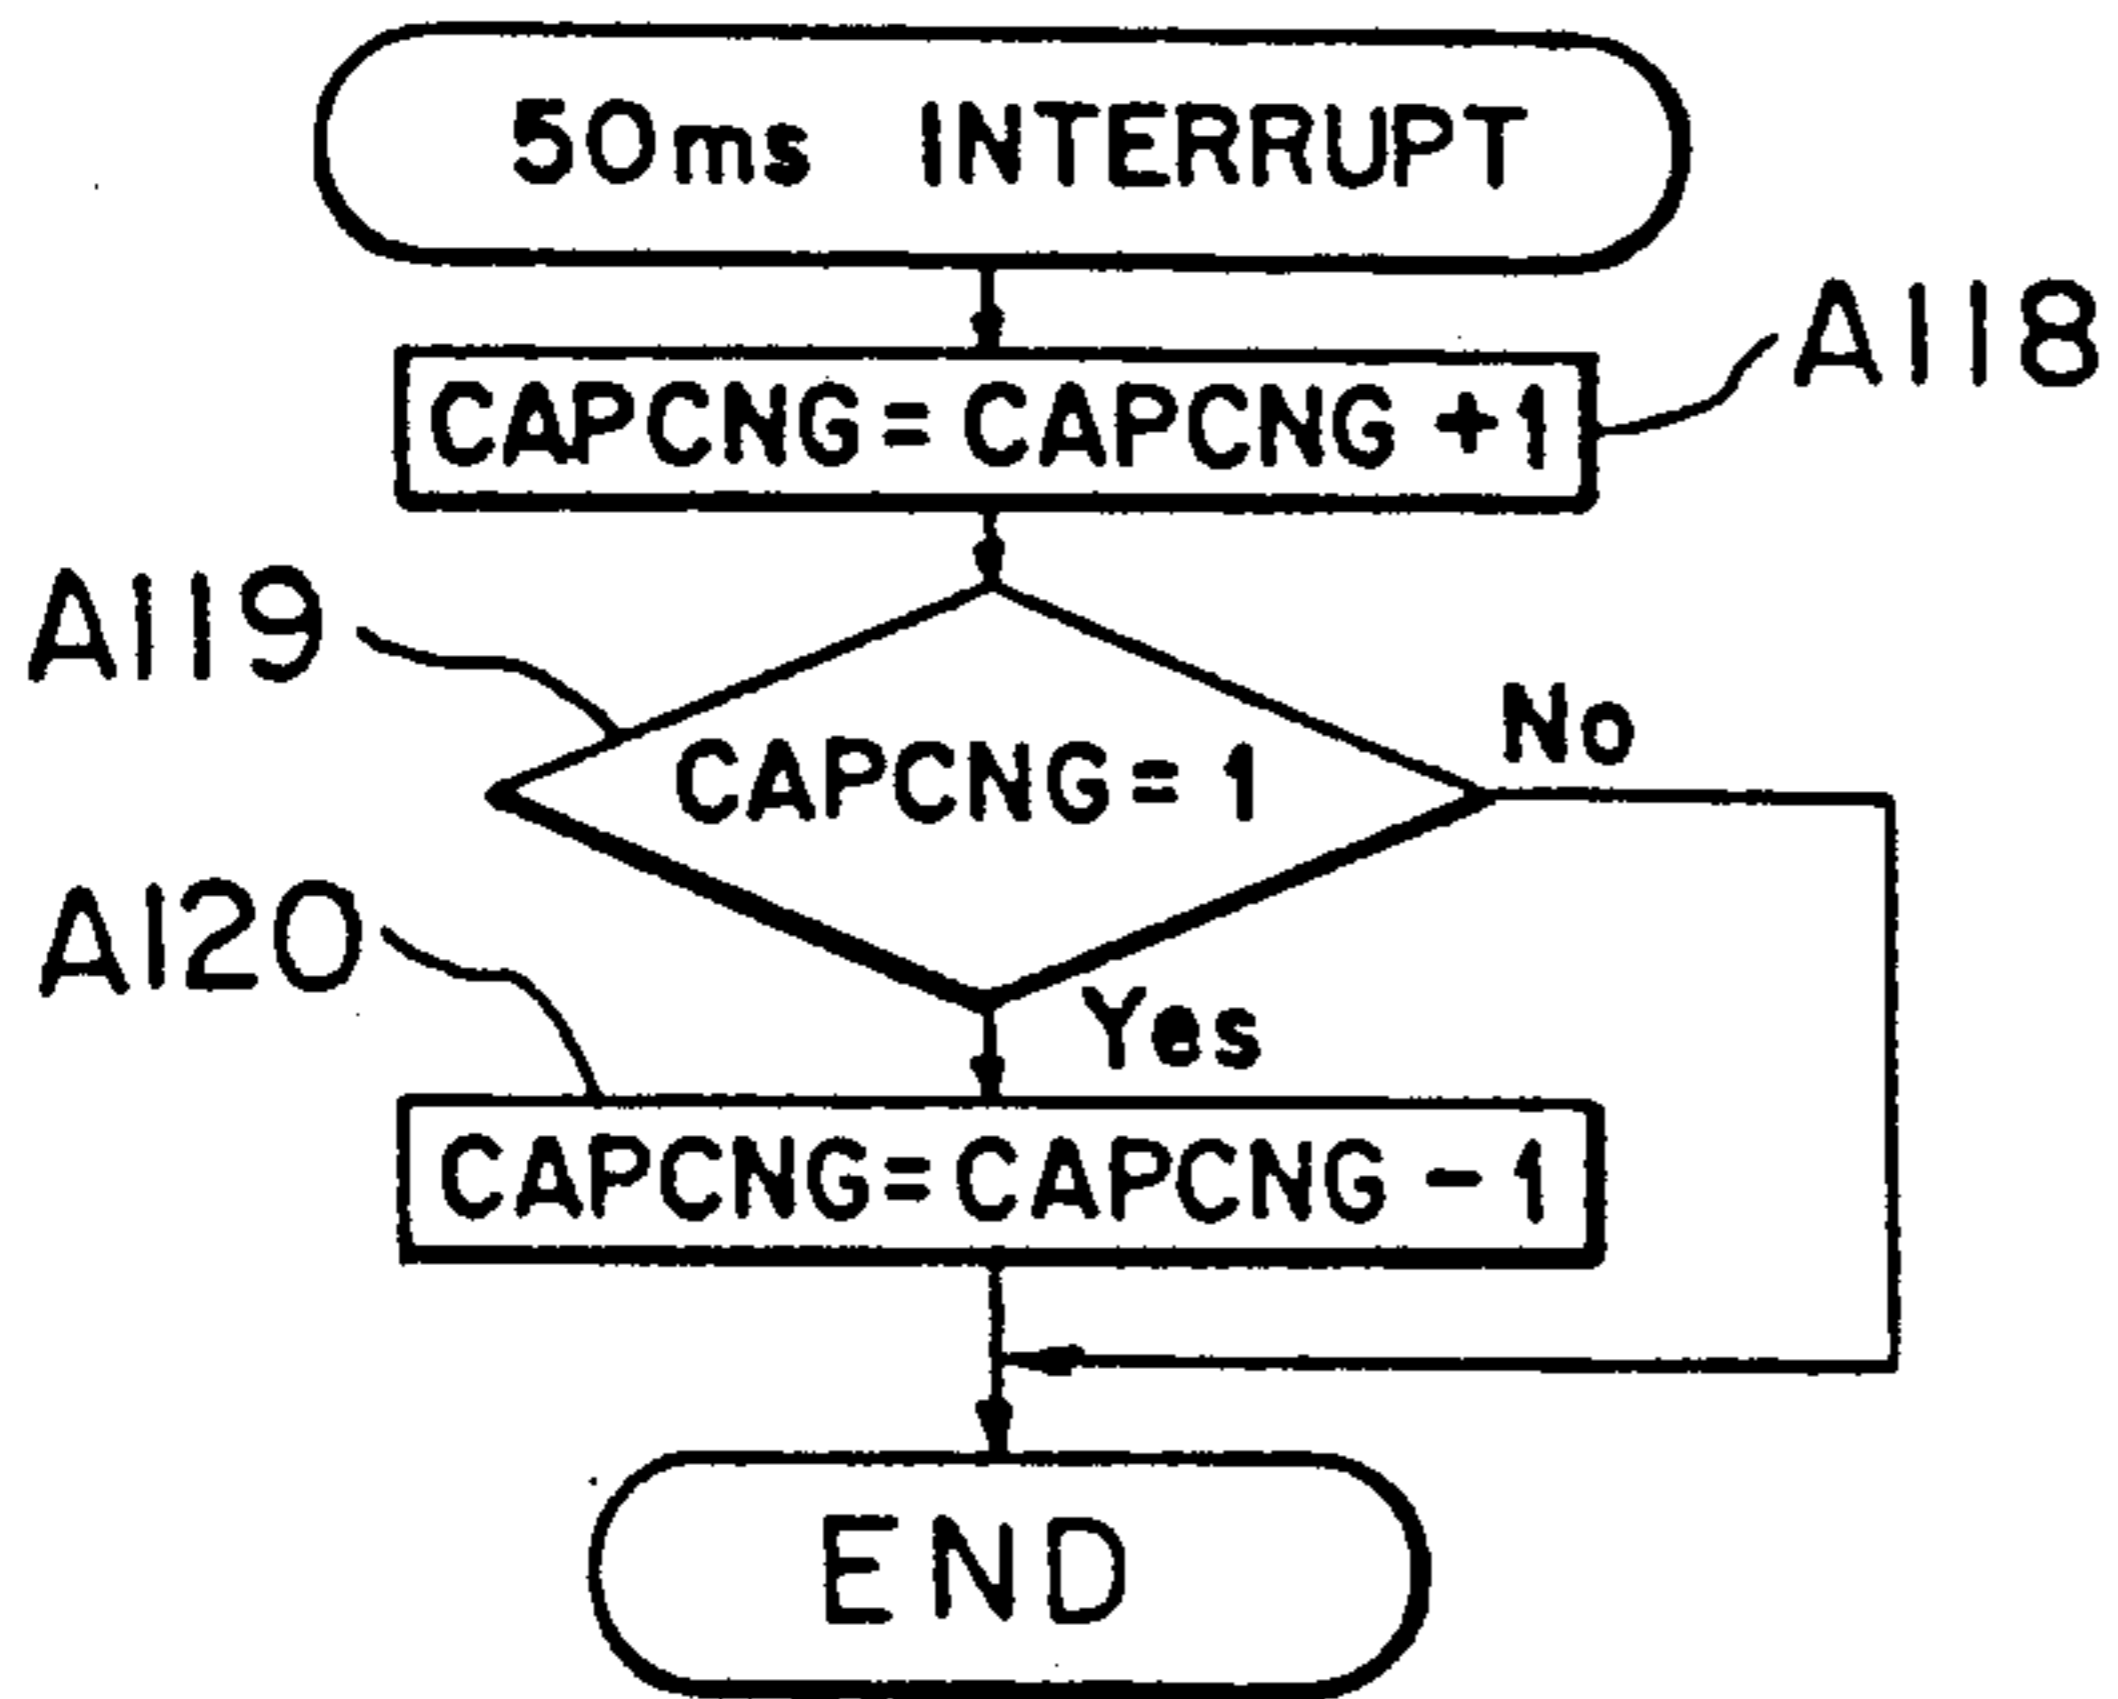 50ms INTERRUPT
A118
CAPCNG = CAPCNG +1
A119
CAPCNG = 1
No
A120
Yes
CAPCNG = CAPCNG - 1
END